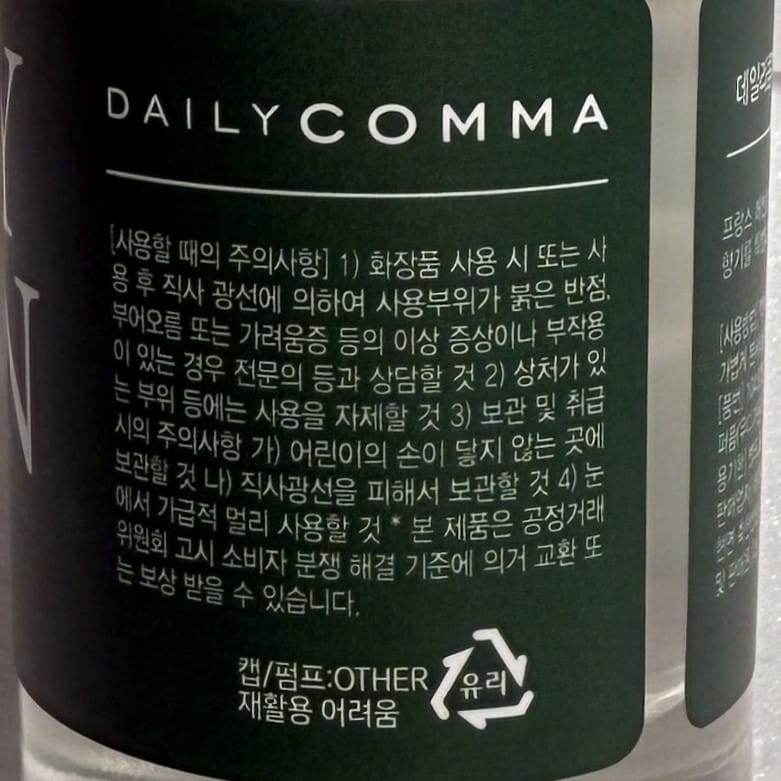 DAILYCOMMA
[사용할 때의 주의사항] 1) 화장품 사용 시 또는 사
용 후 직사 광선에 의하여 사용부위가 붉은 반점,
부어오름 또는 가려움증 등의 이상 증상이나 부작용
이 있는 경우 전문의 등과 상담할 것 2) 상처가 있
는 부위 등에는 사용을 자제할 것 3) 보관 및 취급
시의 주의사항 가) 어린이의 손이 닿지 않는 곳에
보관할 것 나) 직사광선을 피해서 보관할 것 4) 눈
에서 가급적 멀리 사용할 것 * 본 제품은 공정거래
위원회 고시 소비자 분쟁 해결 기준에 의거 교환 또
는 보상 받을 수 있습니다.
캡/펌프:OTHER
재활용 어려움
유리
프랑스
향기를
[사용방법]